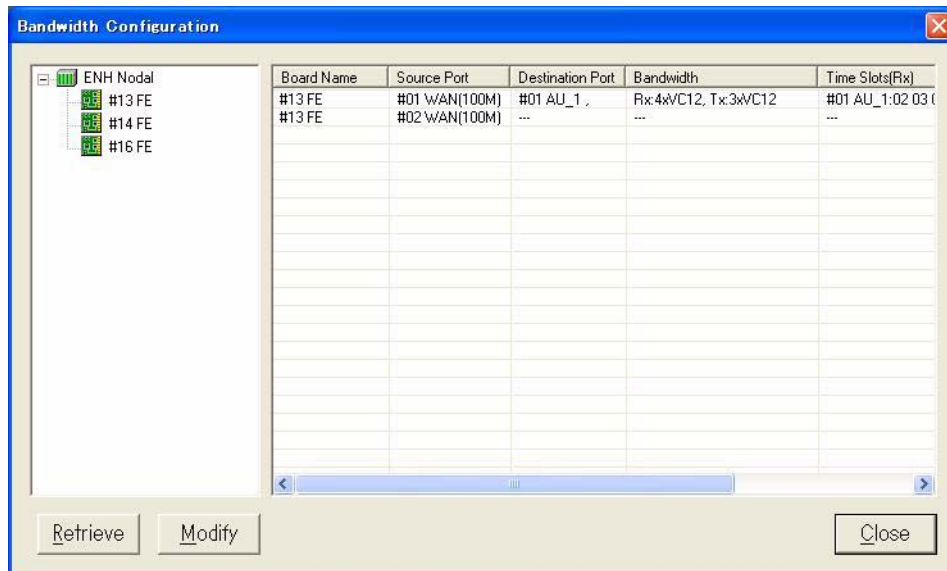 Bandwidth Configuration
ENH Nodal
#13 FE
#14 FE
#16 FE
Board Name Source Port Destination Port Bandwidth Time Slots(Rx)
#13 FE #01 WAN(100M) #01 AU_1 , Rx:4xVC12, Tx:3xVC12 #01 AU_1:02 03
#13 FE #02 WAN(100M) --- --- ---
Retrieve Modify Close